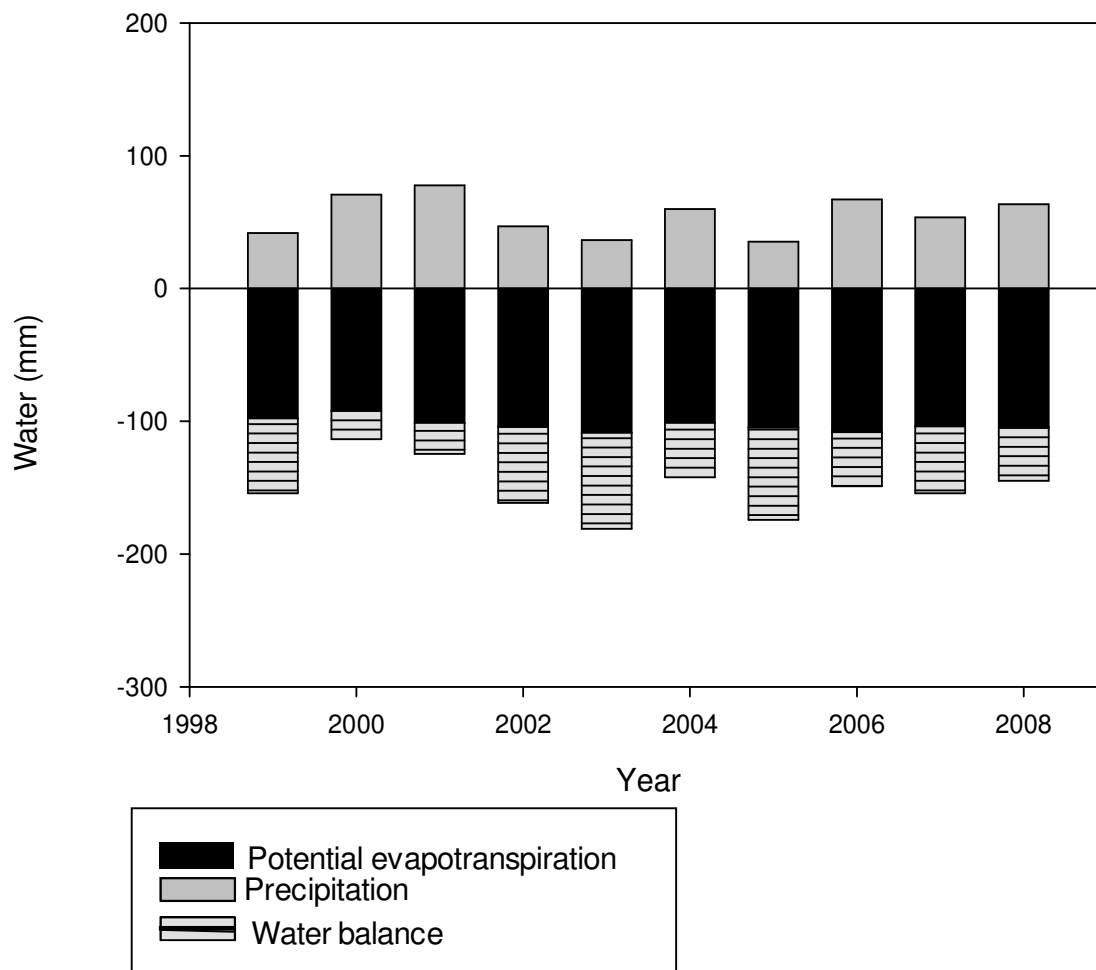 200
100
0
-100
-200
-300
Water (mm)
1998 2000 2002 2004 2006 2008
Year
Potential evapotranspiration
Precipitation
Water balance